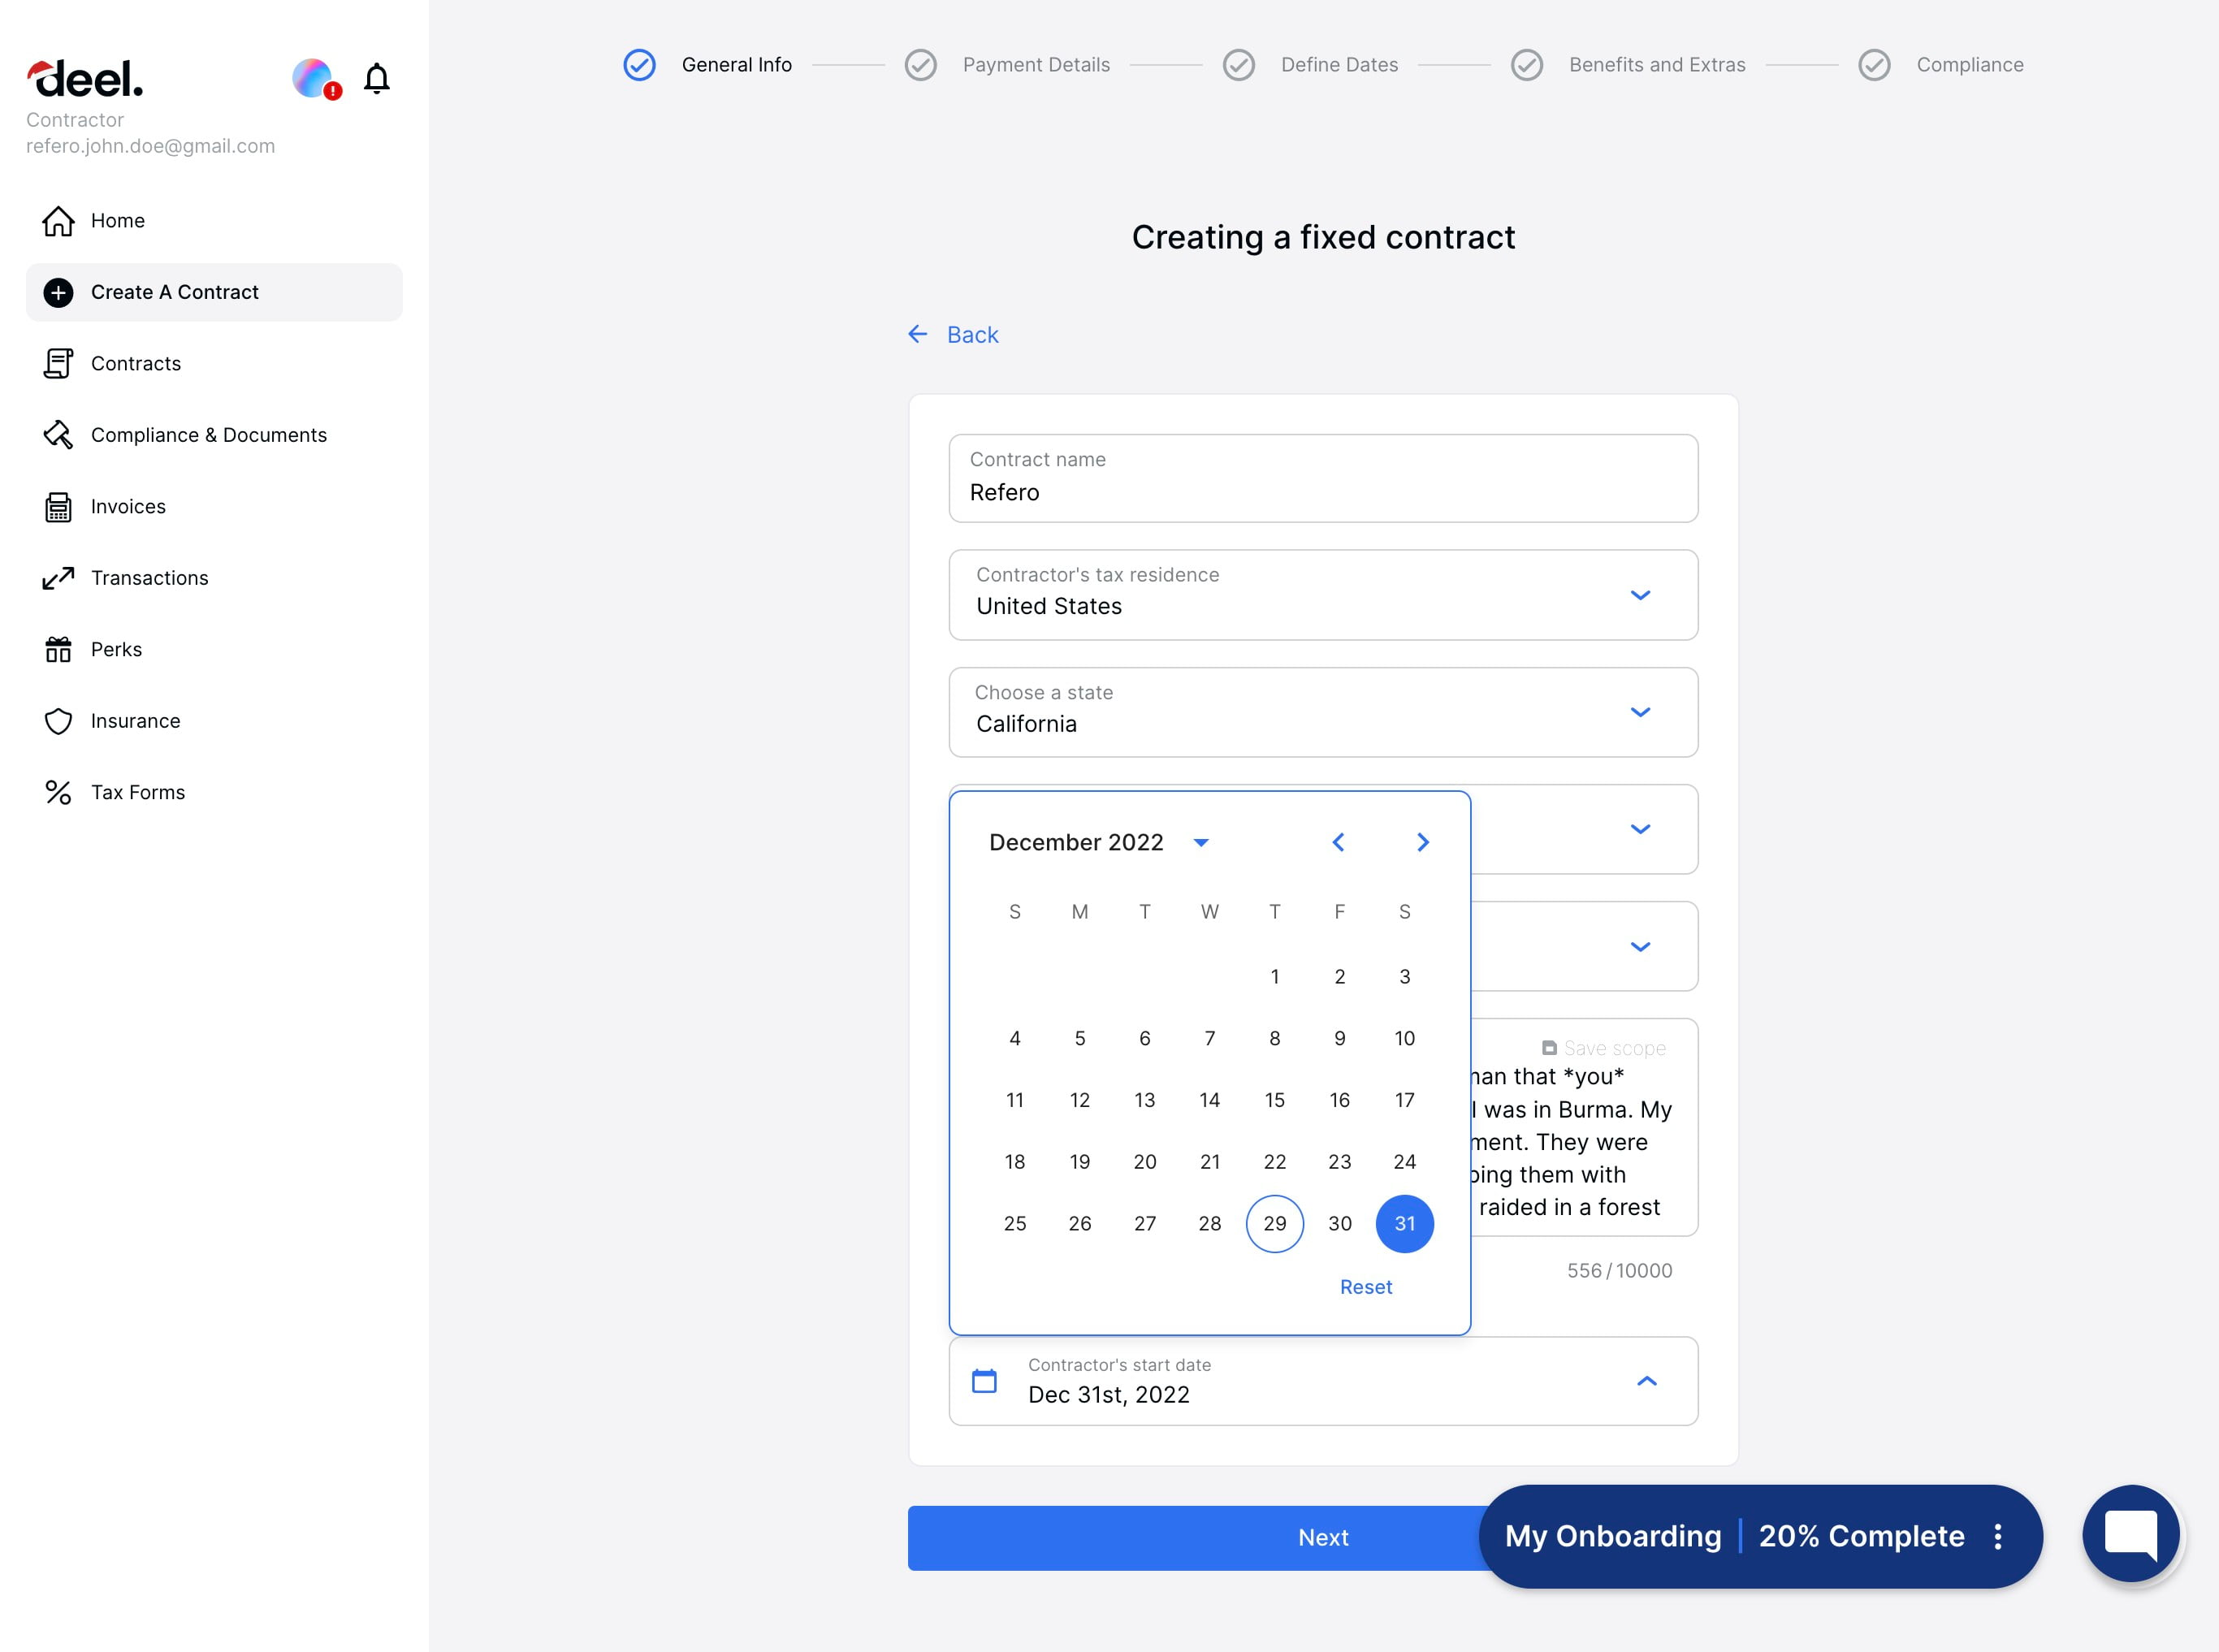 deel.
Contractor
refero.john.doe@gmail.com
Home
Create A Contract
Contracts
Compliance & Documents
Invoices
Transactions
Perks
Insurance
Tax Forms
General Info
Payment Details
Define Dates
Benefits and Extras
Compliance
Creating a fixed contract
Back
Contract name
Refero
Contractor's tax residence
United States
Choose a state
California
December 2022
S M T W T F S
1 2 3
4 5 6 7 8 9 10
11 12 13 14 15 16 17
18 19 20 21 22 23 24
25 26 27 28 29 30 31
Reset
Save scope
that *you*
I was in Burma. My
They were
them with
raided in a forest
556/10000
Contractor's start date
Dec 31st, 2022
Next
My Onboarding | 20% Complete